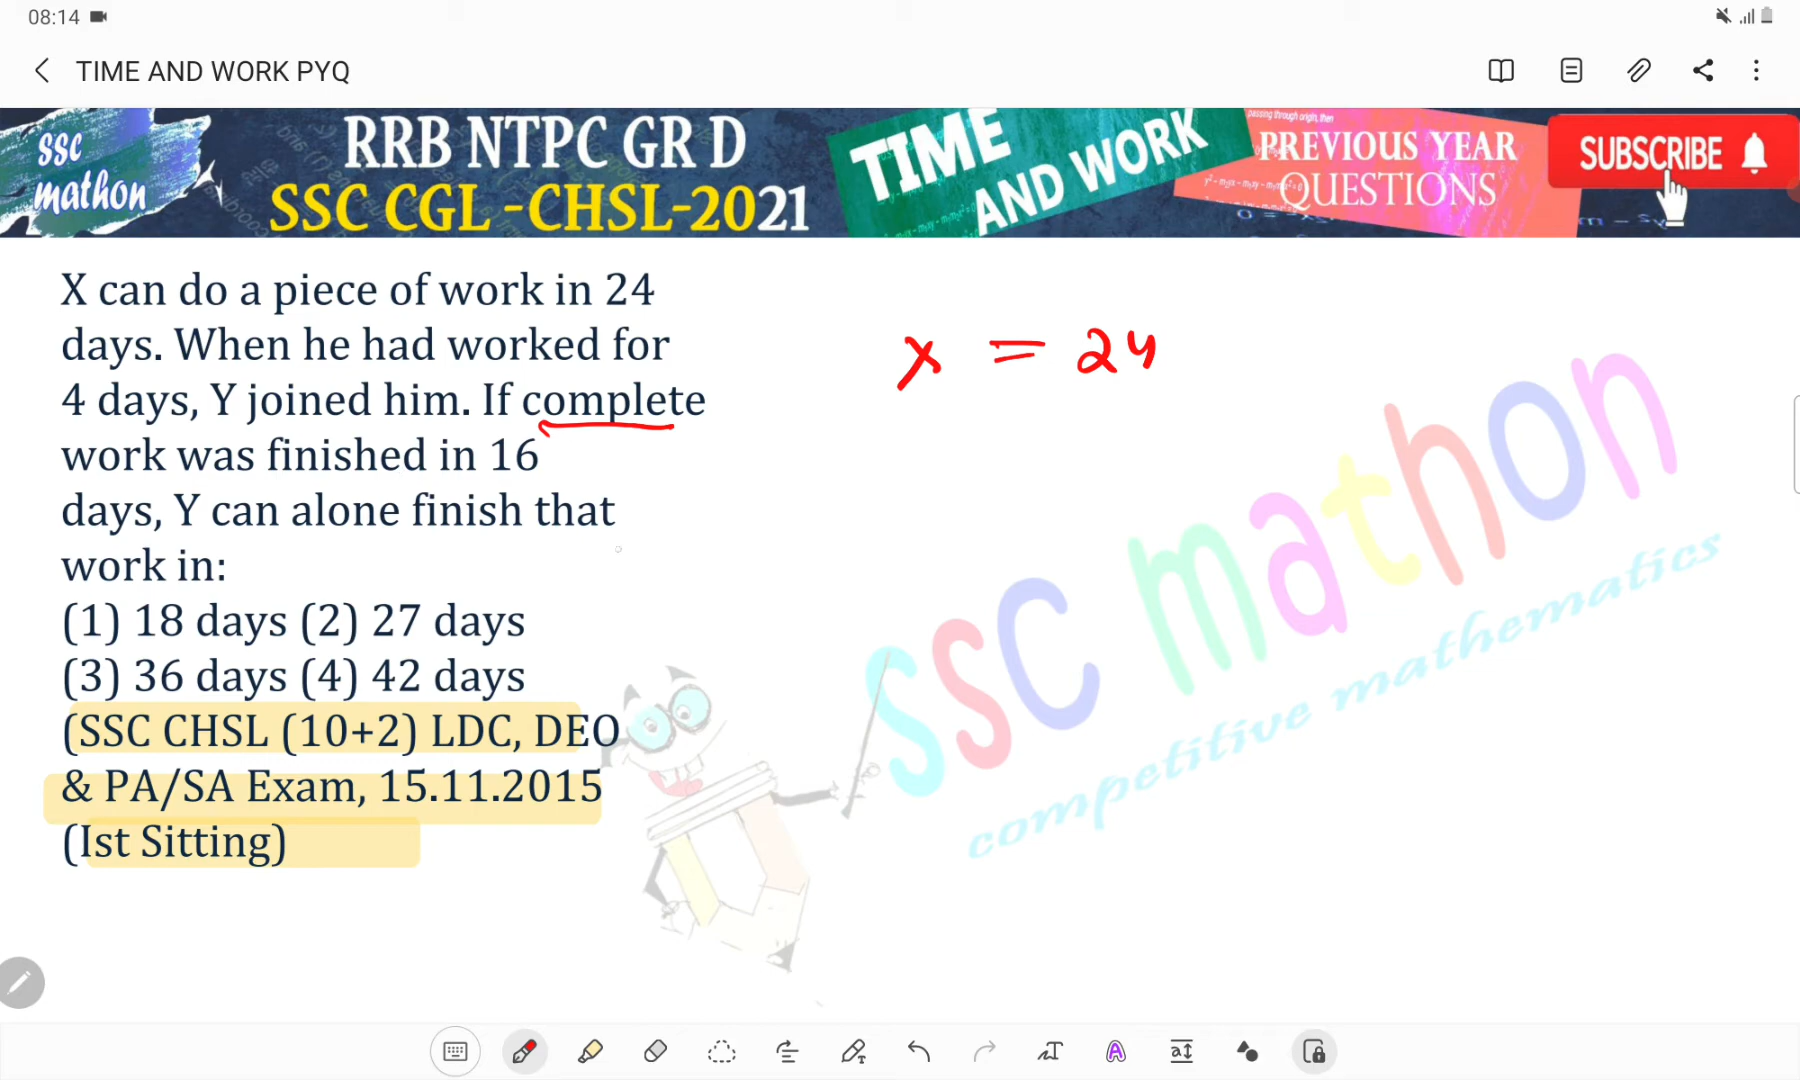 08:14
TIME AND WORK PYQ
SSC
mathon
RRB NTPC GR D
SSC CGL -CHSL-2021
TIME
AND WORK
passing through origin, then
PREVIOUS YEAR
QUESTIONS
SUBSCRIBE
X can do a piece of work in 24
days. When he had worked for
4 days, Y joined him. If complete
work was finished in 16
days, Y can alone finish that
work in:
(1) 18 days (2) 27 days
(3) 36 days (4) 42 days
(SSC CHSL (10+2) LDC, DEO
& PA/SA Exam, 15.11.2015
(Ist Sitting)
x = 24
SSC mathon
competitive mathematics